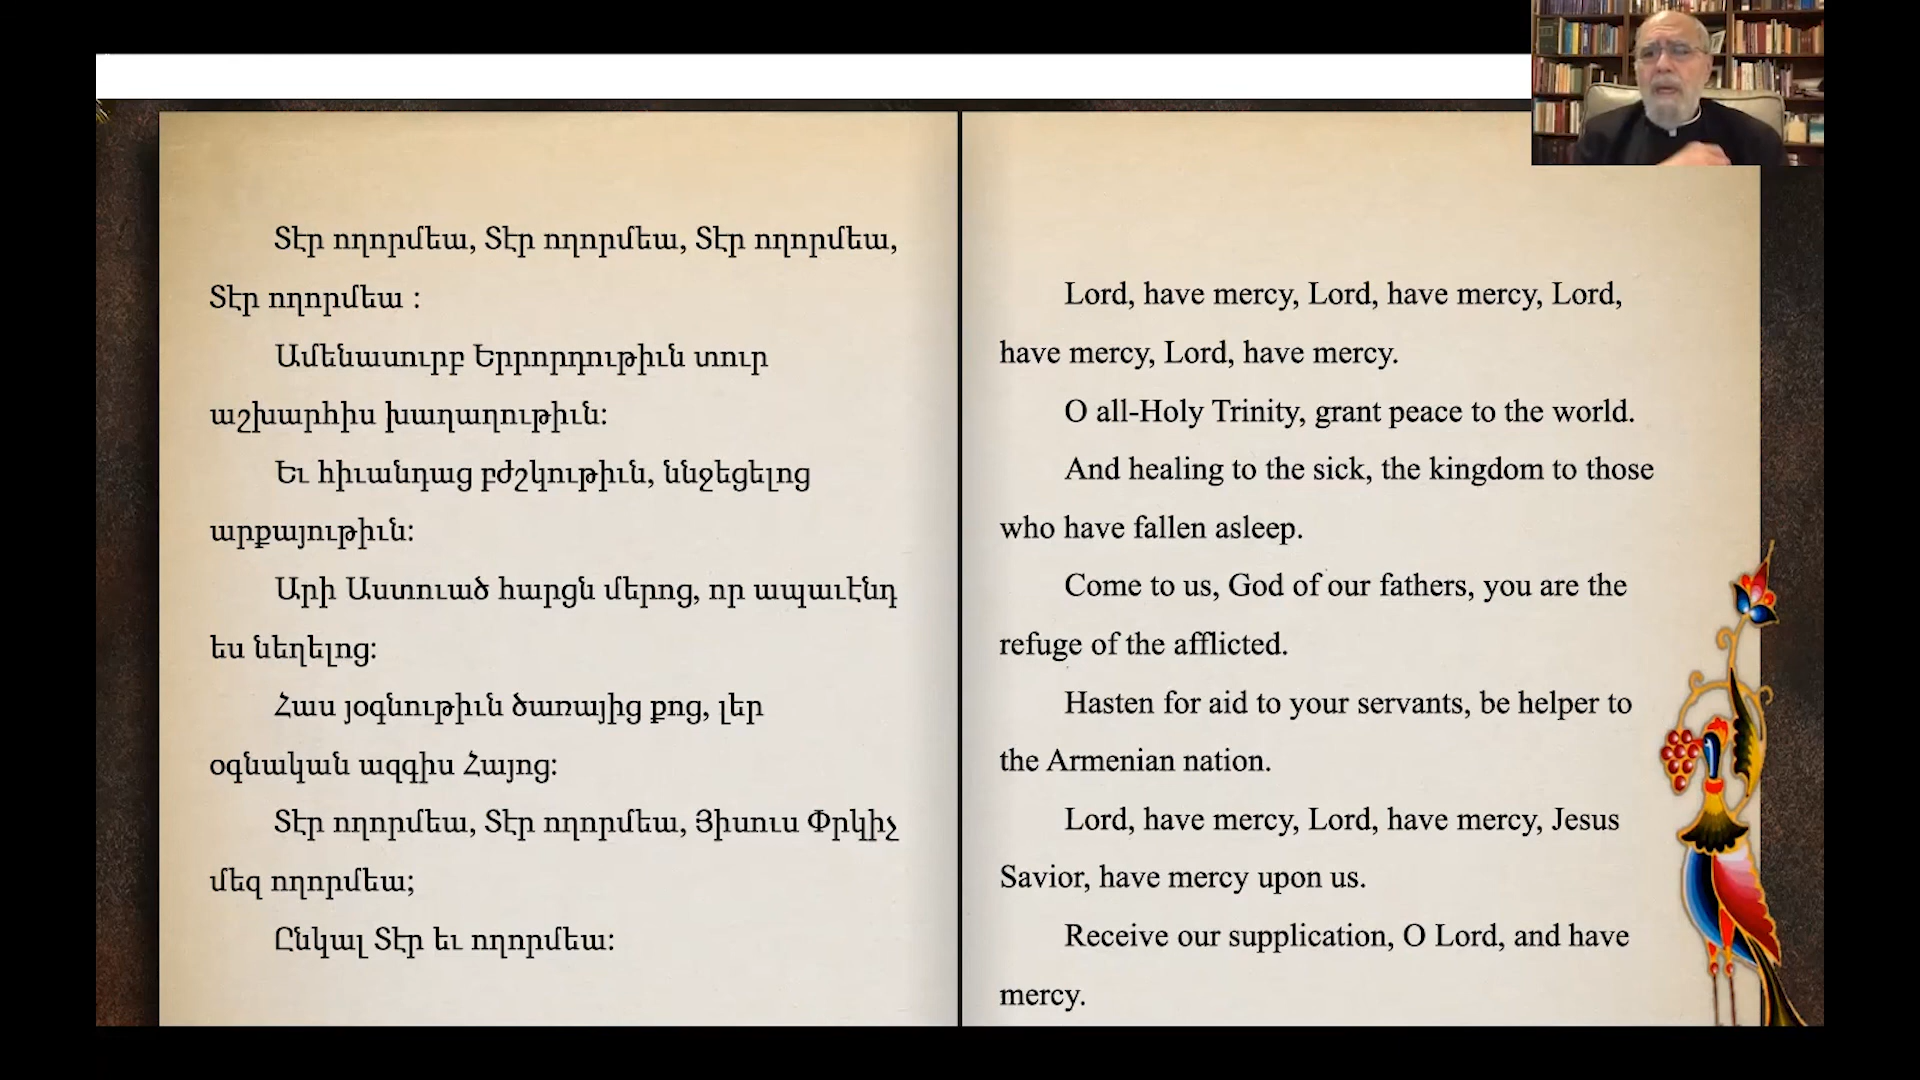 Տէր ողորմեա, Տէր ողորմեա, Տէր ողորմեա,
Տէր ողորմեա :
Ամենասուրբ Երրորդութիւն տուր
աշխարհիս խաղաղութիւն:
Եւ հիւանդաց բժշկութիւն, ննջեցելոց
արքայութիւն:
Արի Աստուած հարցն մերոց, որ ապաւէնդ
ես նեղելոց:
Հաս յօգնութիւն ծառայից քոց, լեր
օգնական ազգիս Հայոց:
Տէր ողորմեա, Տէր ողորմեա, Յիսուս Փրկիչ
մեզ ողորմեա;
Ընկալ Տէր եւ ողորմեա:
Lord, have mercy, Lord, have mercy, Lord,
have mercy, Lord, have mercy.
O all-Holy Trinity, grant peace to the world.
And healing to the sick, the kingdom to those
who have fallen asleep.
Come to us, God of our fathers, you are the
refuge of the afflicted.
Hasten for aid to your servants, be helper to
the Armenian nation.
Lord, have mercy, Lord, have mercy, Jesus
Savior, have mercy upon us.
Receive our supplication, O Lord, and have
mercy.